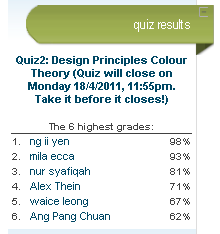 quiz results
Quiz2: Design Principles Colour
Theory (Quiz will close on
Monday 18/4/2011, 11:55pm.
Take it before it closes!)
The 6 highest grades:
1. ng ii yen 98%
2. mila ecca 93%
3. nur syafiqah 81%
4. Alex Thein 71%
5. waice leong 67%
6. Ang Pang Chuan 62%